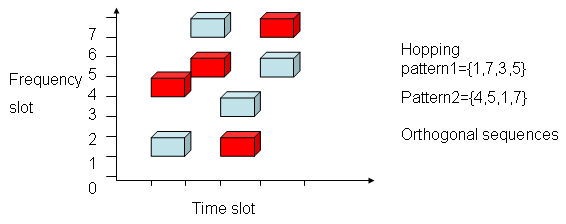 7
6
5
4
3
2
1
0
Frequency
slot
Time slot
Hopping
pattern1={1,7,3,5}
Pattern2={4,5,1,7}
Orthogonal sequences